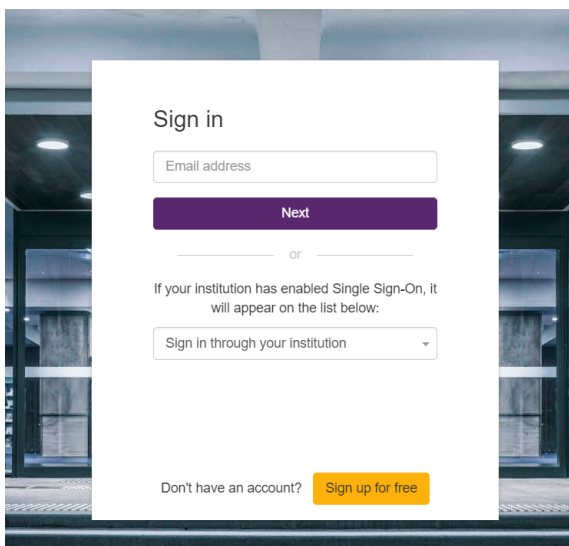 Sign in
Email address
Next
or
If your institution has enabled Single Sign-On, it
will appear on the list below:
Sign in through your institution
Don't have an account?
Sign up for free